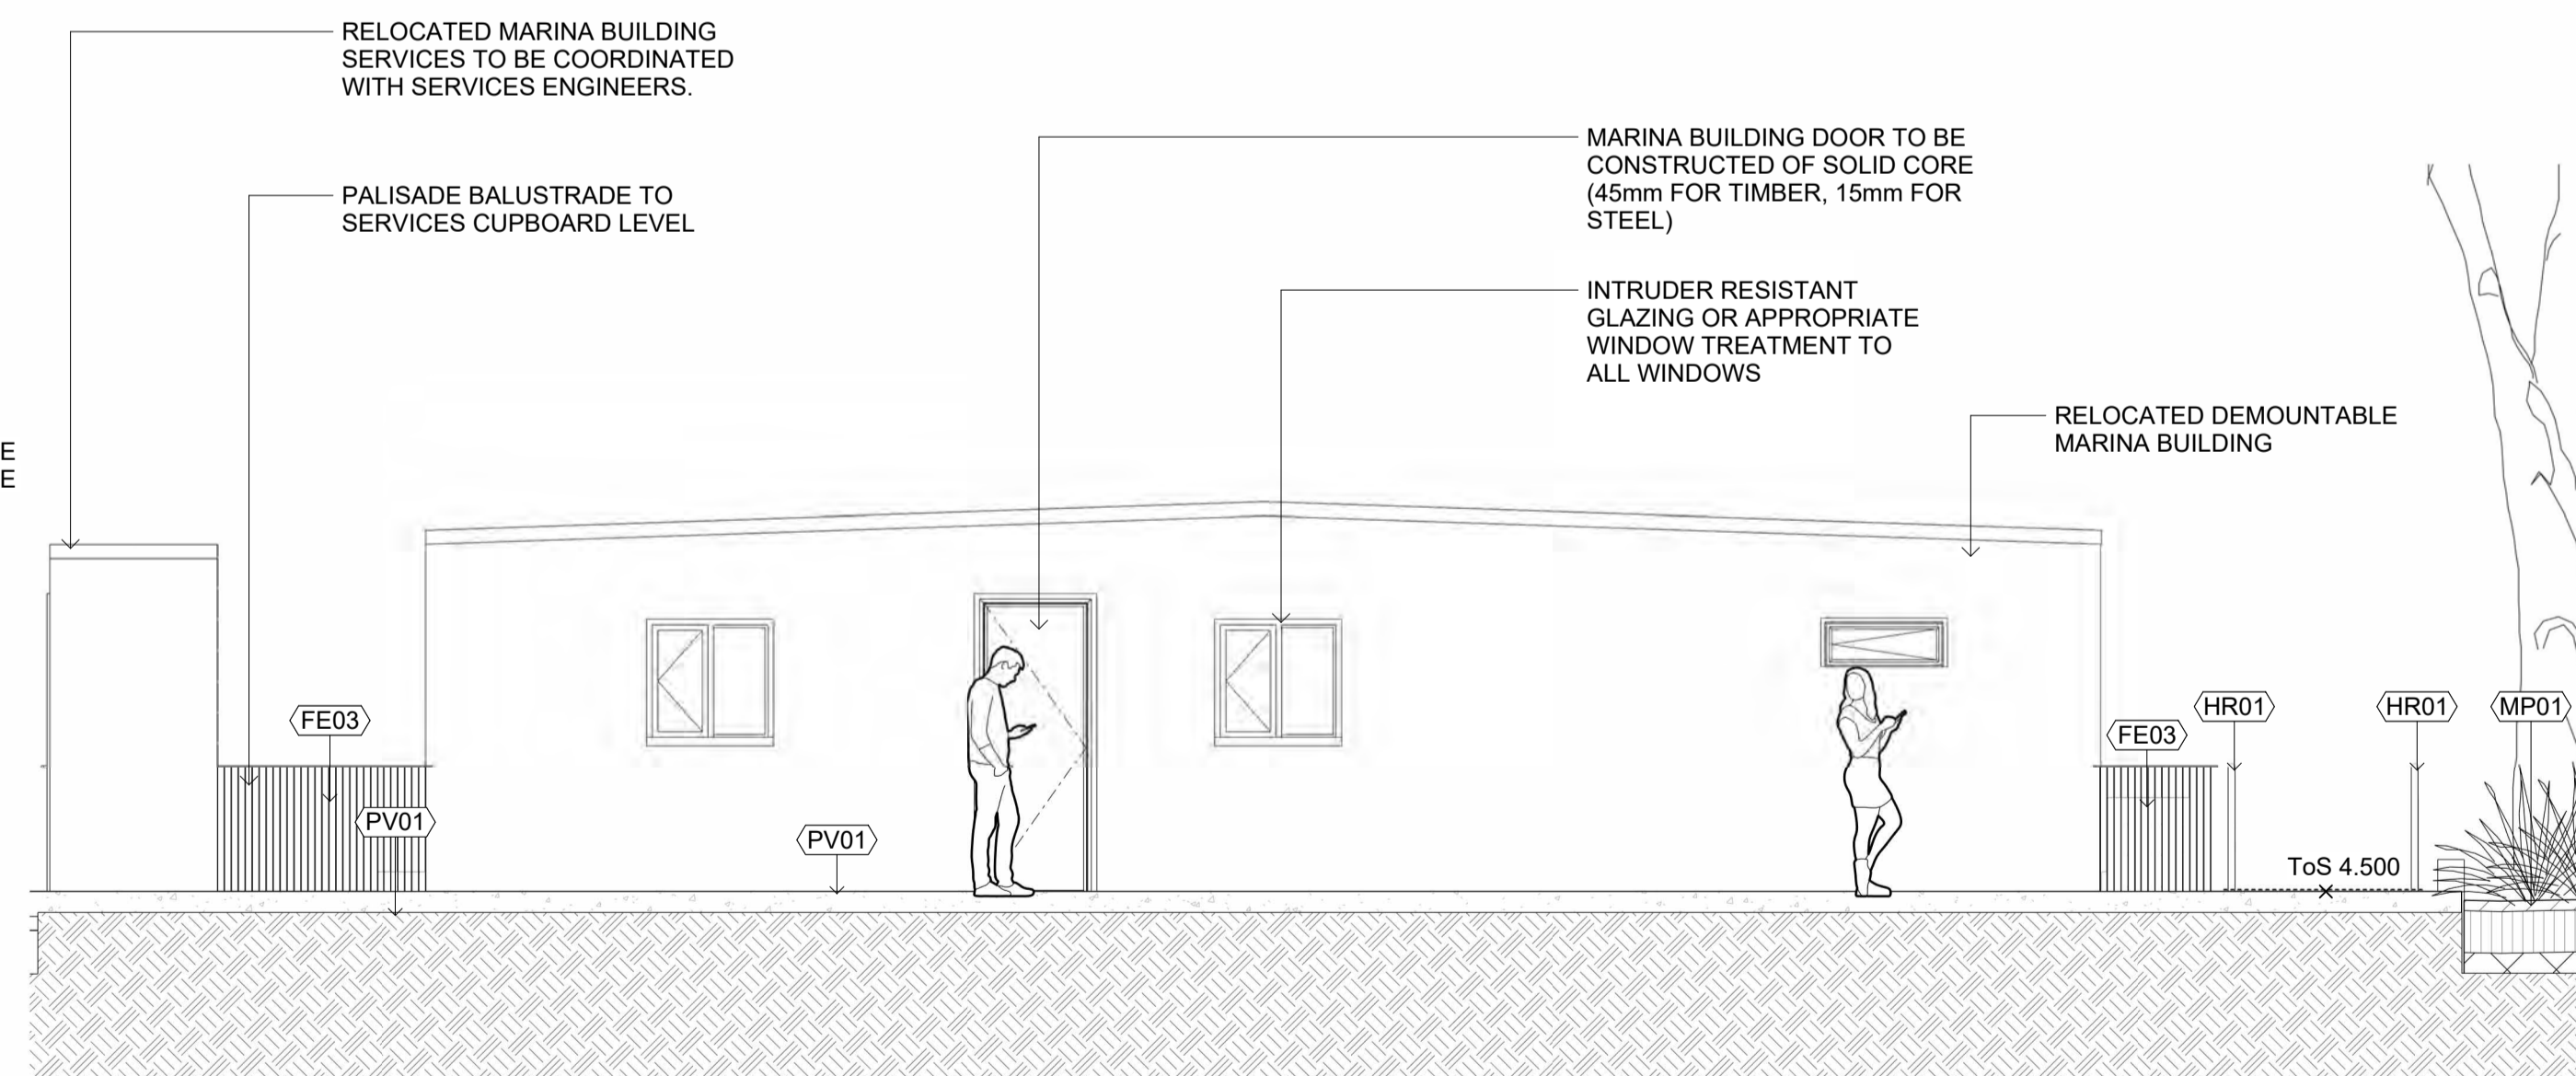 RELOCATED MARINA BUILDING
SERVICES TO BE COORDINATED
WITH SERVICES ENGINEERS.
PALISADE BALUSTRADE TO
SERVICES CUPBOARD LEVEL
MARINA BUILDING DOOR TO BE
CONSTRUCTED OF SOLID CORE
(45mm FOR TIMBER, 15mm FOR
STEEL)
INTRUDER RESISTANT
GLAZING OR APPROPRIATE
WINDOW TREATMENT TO
ALL WINDOWS
RELOCATED DEMOUNTABLE
MARINA BUILDING
E
E
FE03
PV01
PV01
FE03
HR01
HR01
MP01
ToS 4.500